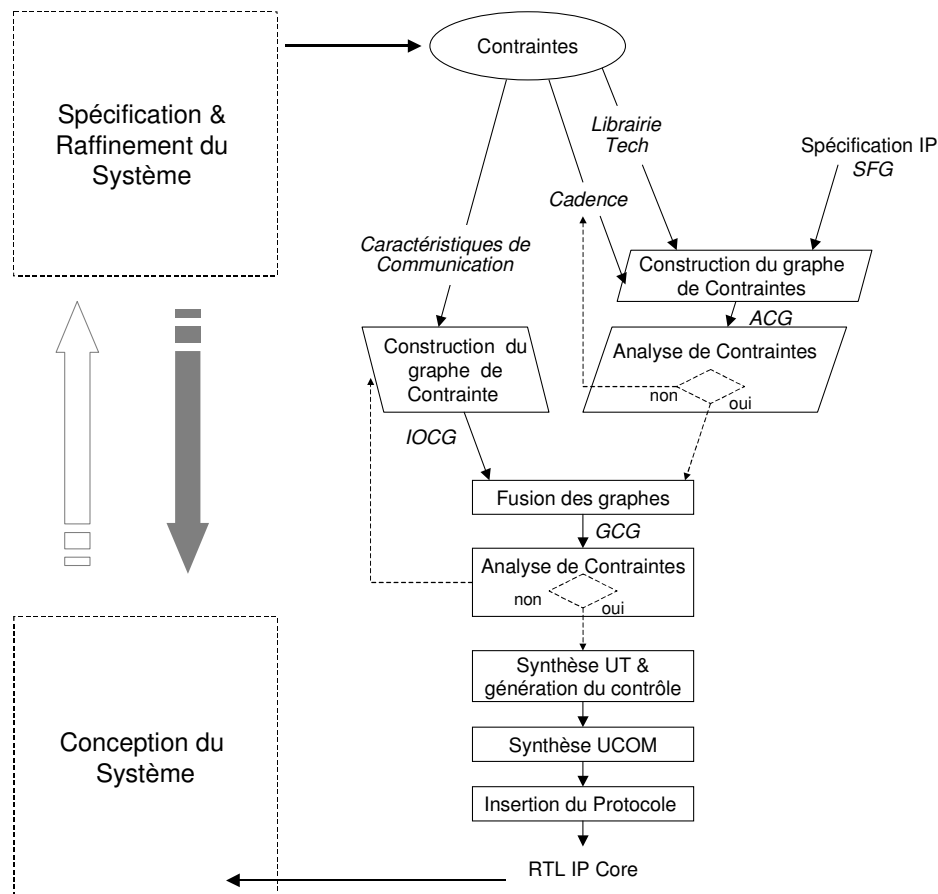 Spécification &
Raffinement du
Système
Contraintes
Librairie
Tech
Spécification IP
SFG
Cadence
Caractéristiques de
Communication
Construction du graphe
de Contraintes
ACG
Construction du
graphe de
Contrainte
Analyse de Contraintes
non
oui
IOCG
Fusion des graphes
GCG
Analyse de Contraintes
non
oui
Synthèse UT &
génération du contrôle
Conception du
Système
Synthèse UCOM
Insertion du Protocole
RTL IP Core